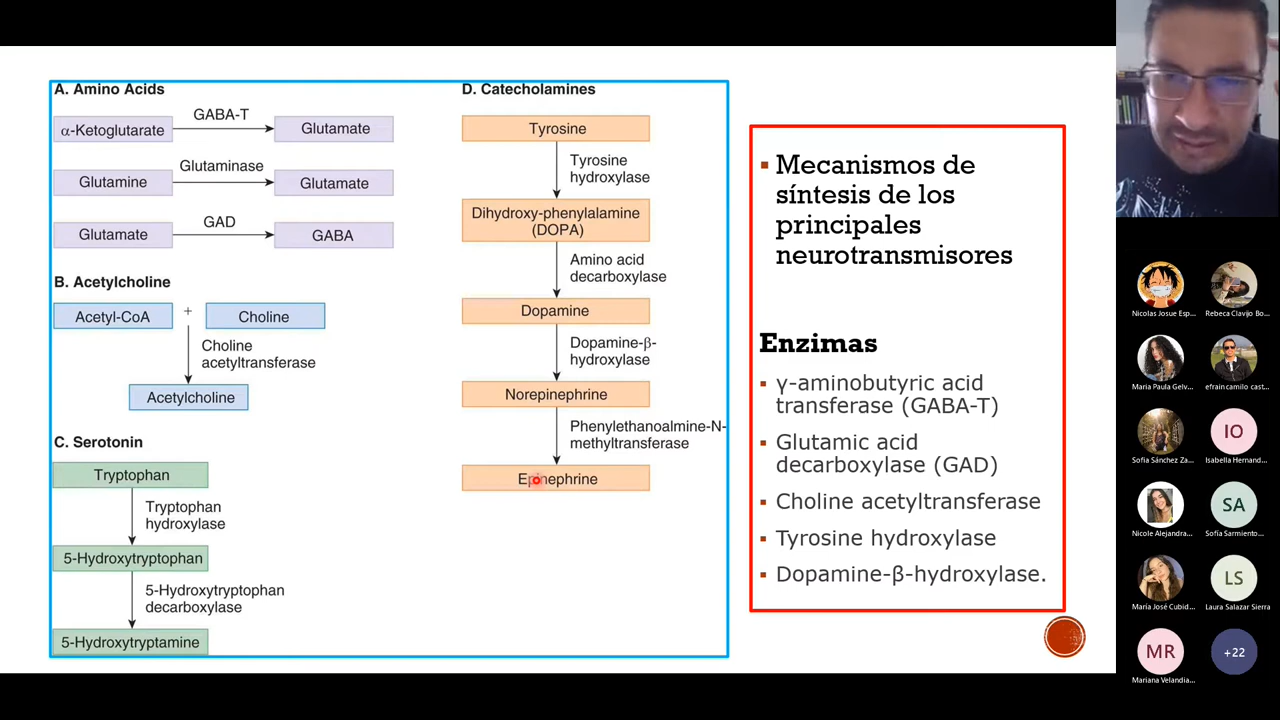 A. Amino Acids
α-Ketoglutarate
GABA-T
Glutamate
Glutamine
Glutaminase
Glutamate
Glutamate
GAD
GABA
B. Acetylcholine
Acetyl-CoA
+
Choline
Choline
acetyltransferase
Acetylcholine
C. Serotonin
Tryptophan
Tryptophan
hydroxylase
5-Hydroxytryptophan
5-Hydroxytryptophan
decarboxylase
5-Hydroxytryptamine
D. Catecholamines
Tyrosine
Tyrosine
hydroxylase
Dihydroxy-phenylalamine
(DOPA)
Amino acid
decarboxylase
Dopamine
Dopamine-β-
hydroxylase
Norepinephrine
Phenylethanoalmine-N-
methyltransferase
Epinephrine
▪ Mecanismos de
síntesis de los
principales
neurotransmisores
Enzimas
▪ γ-aminobutyric acid
transferase (GABA-T)
▪ Glutamic acid
decarboxylase (GAD)
▪ Choline acetyltransferase
▪ Tyrosine hydroxylase
▪ Dopamine-β-hydroxylase.
Nicolas Josue Esp...
Rebeca Clavijo Bo...
Maria Paula Gelv...
efrain camilo cast...
Sofía Sánchez Za...
IO
Isabella Hernand...
Nicole Alejandra...
SA
Sofía Sarmiento...
María José Cubid...
LS
Laura Salazar Sierra
MR
Mariana Velandia...
+22